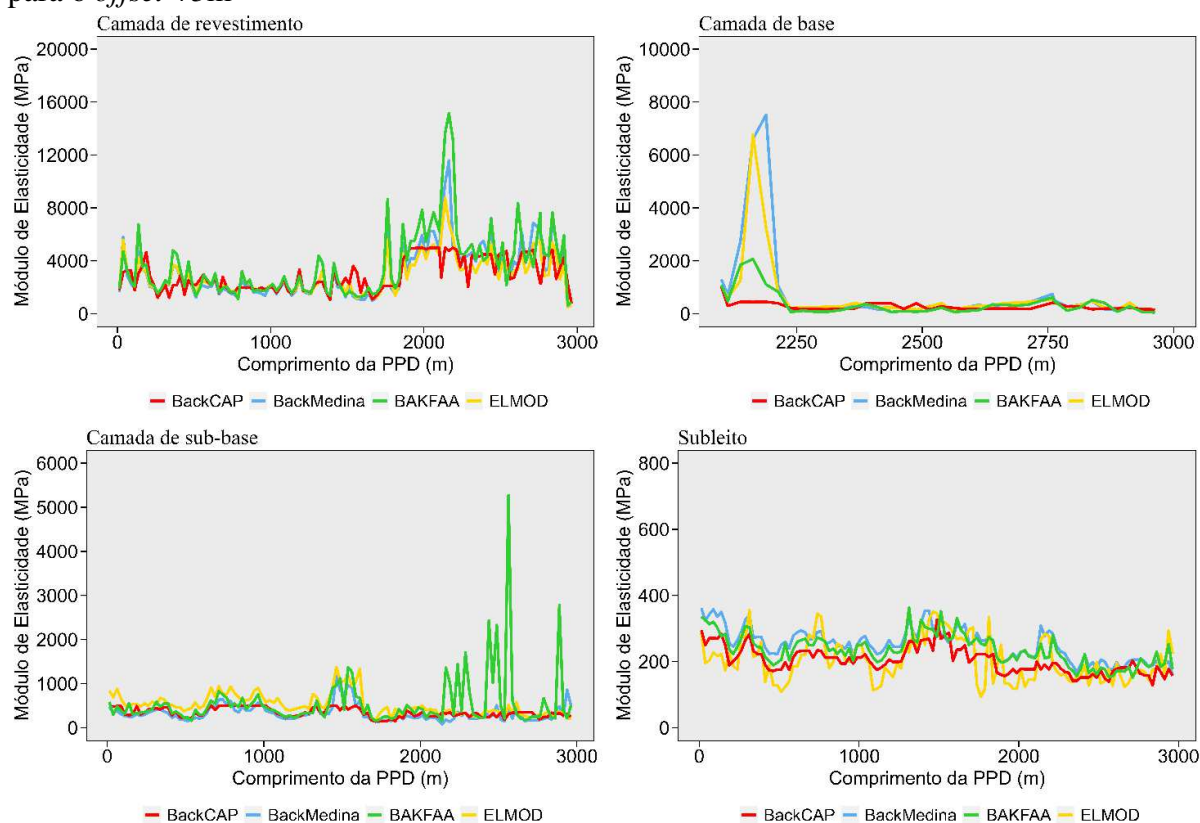 para o offset +3m
Camada de revestimento
Módulo de Elasticidade (MPa)
20000
16000
12000
8000
4000
0
0 1000 2000 3000
Comprimento da PPD (m)
BackCAP BackMedina BAKFAA ELMOD
Camada de base
Módulo de Elasticidade (MPa)
10000
8000
6000
4000
2000
0
2250 2500 2750 3000
Comprimento da PPD (m)
BackCAP BackMedina BAKFAA ELMOD
Camada de sub-base
Módulo de Elasticidade (MPa)
6000
5000
4000
3000
2000
1000
0
0 1000 2000 3000
Comprimento da PPD (m)
BackCAP BackMedina BAKFAA ELMOD
Subleito
Módulo de Elasticidade (MPa)
800
600
400
200
0
0 1000 2000 3000
Comprimento da PPD (m)
BackCAP BackMedina BAKFAA ELMOD